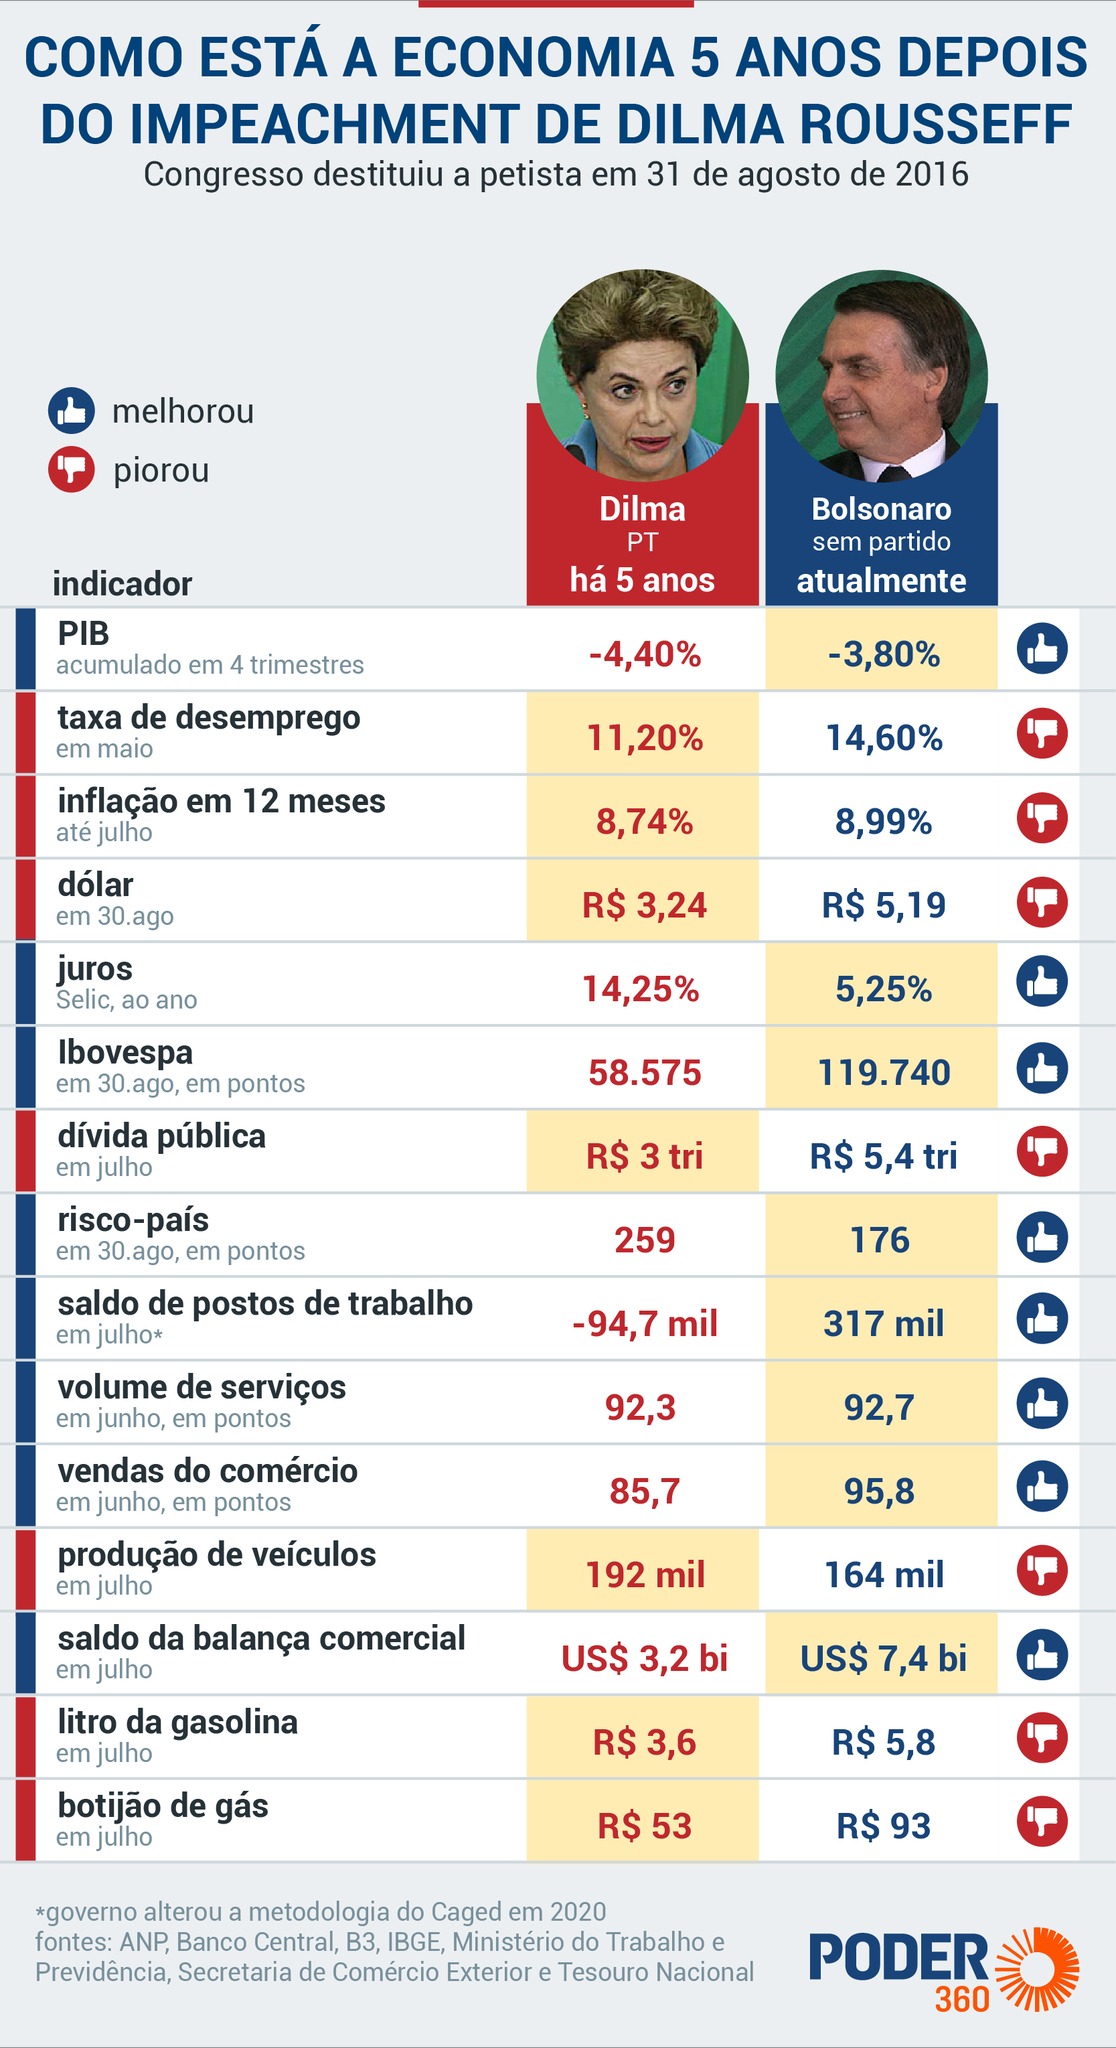 COMO ESTÁ A ECONOMIA 5 ANOS DEPOIS
DO IMPEACHMENT DE DILMA ROUSSEFF
Congresso destituiu a petista em 31 de agosto de 2016
melhorou
piorou
indicador
Dilma
PT
há 5 anos
Bolsonaro
sem partido
atualmente
PIB
acumulado em 4 trimestres
-4,40%
-3,80%
taxa de desemprego
em maio
11,20%
14,60%
inflação em 12 meses
até julho
8,74%
8,99%
dólar
em 30.ago
R$ 3,24
R$ 5,19
juros
Selic, ao ano
14,25%
5,25%
Ibovespa
em 30.ago, em pontos
58.575
119.740
dívida pública
em julho
R$ 3 tri
R$ 5,4 tri
risco-país
em 30.ago, em pontos
259
176
saldo de postos de trabalho
em julho*
-94,7 mil
317 mil
volume de serviços
em junho, em pontos
92,3
92,7
vendas do comércio
em junho, em pontos
85,7
95,8
produção de veículos
em julho
192 mil
164 mil
saldo da balança comercial
em julho
US$ 3,2 bi
US$ 7,4 bi
litro da gasolina
em julho
R$ 3,6
R$ 5,8
botijão de gás
em julho
R$ 53
R$ 93
*governo alterou a metodologia do Caged em 2020
fontes: ANP, Banco Central, B3, IBGE, Ministério do Trabalho e
Previdência, Secretaria de Comércio Exterior e Tesouro Nacional
PODER
360